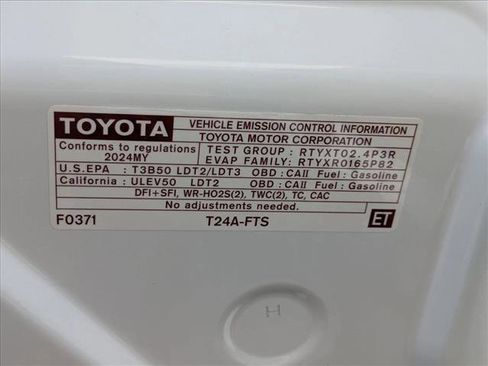 TOYOTA VEHICLE EMISSION CONTROL INFORMATION
TOYOTA MOTOR CORPORATION
Conforms to regulations TEST GROUP : RTYXT02.4P3R
2024MY EVAP FAMILY: RTYXR0165P82
U.S.EPA : T3B50 LDT2/LDT3 OBD : CAII Fuel : Gasoline
California : ULEV50 LDT2 OBD : CAII Fuel : Gasoline
DFI+SFI, WR-HO2S(2), TWC(2), TC, CAC
No adjustments needed.
F0371 T24A-FTS ET
H